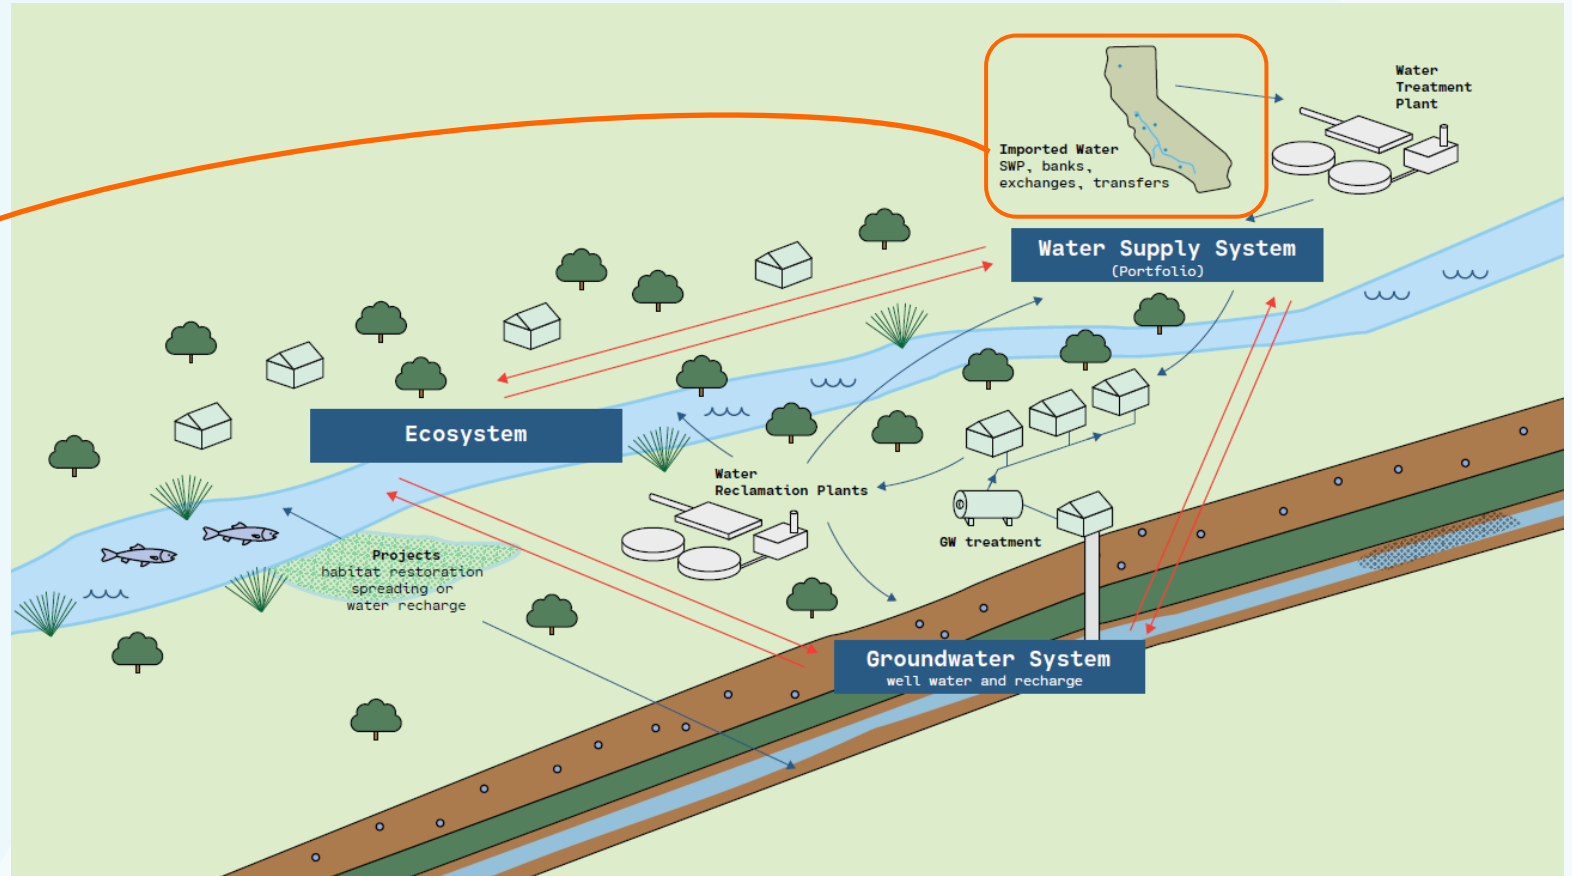 Water
Treatment
Plant
Imported Water
SWP, banks,
exchanges, transfers
Water Supply System
(Portfolio)
Ecosystem
Water
Reclamation Plants
GW treatment
Projects
habitat restoration
spreading or
water recharge
Groundwater System
well water and recharge